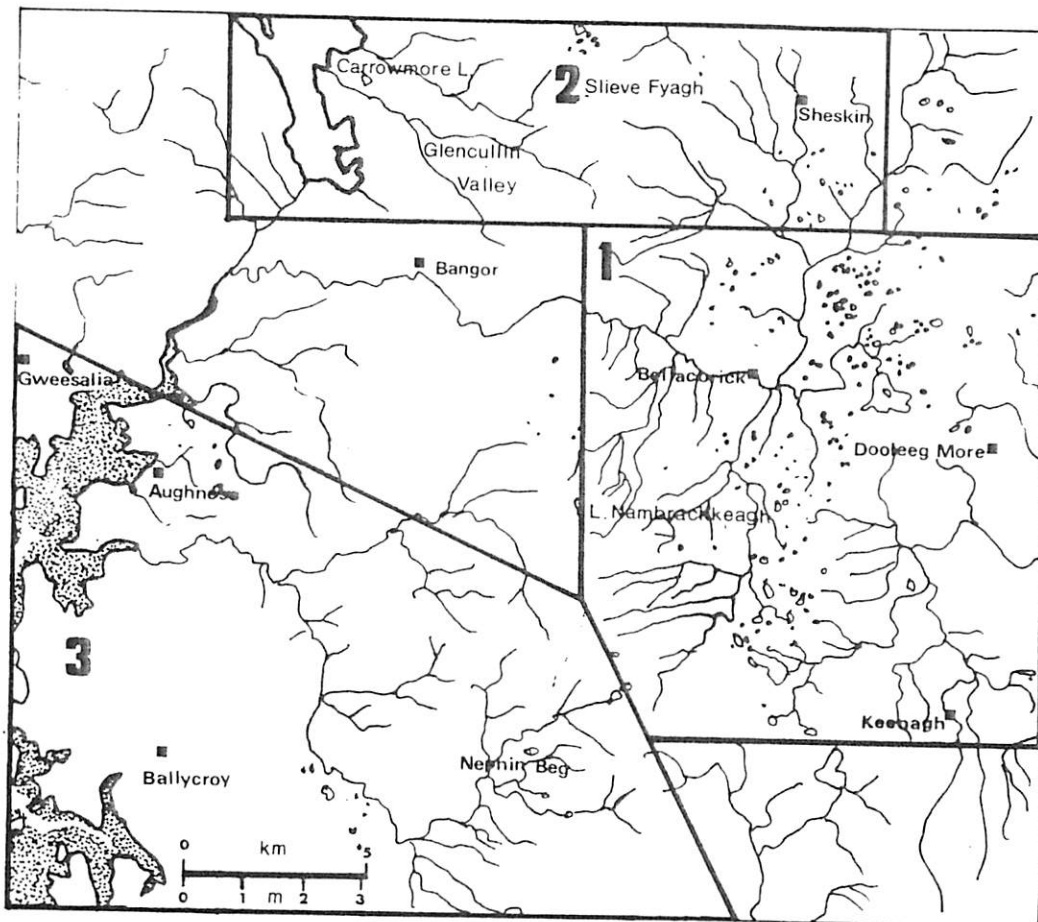 Carrowmore L.
2
Slieve Fyagh
Sheskin
Glencullin
Valley
1
Bangor
Gweesalia
Bellacorick
Dooleeg More
Aughness
L. Nambrackkeagh
3
Keenagh
Ballycroy
Nephin Beg
0 km 5
0 1 m 2 3